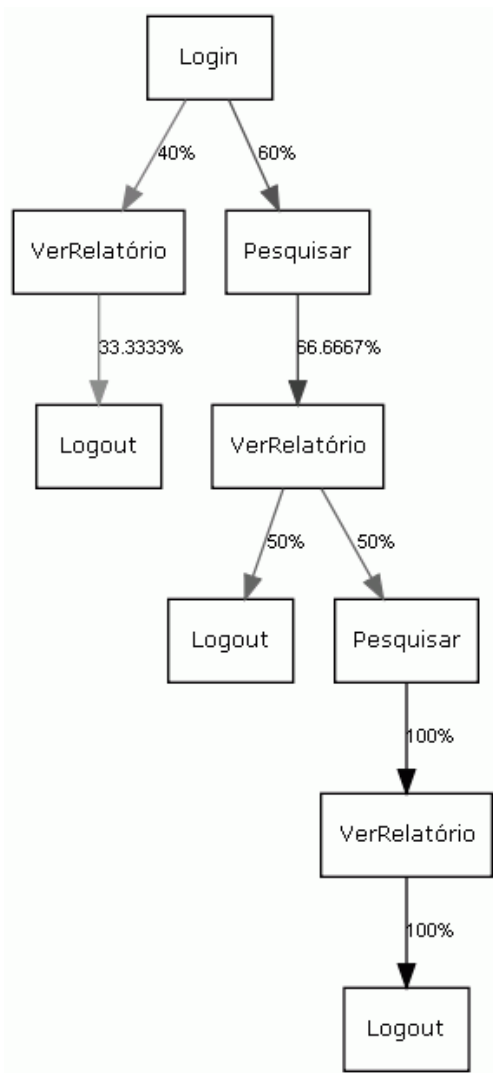 Login
40%
60%
VerRelatório
Pesquisar
33.3333%
66.6667%
Logout
VerRelatório
50%
50%
Logout
Pesquisar
100%
VerRelatório
100%
Logout